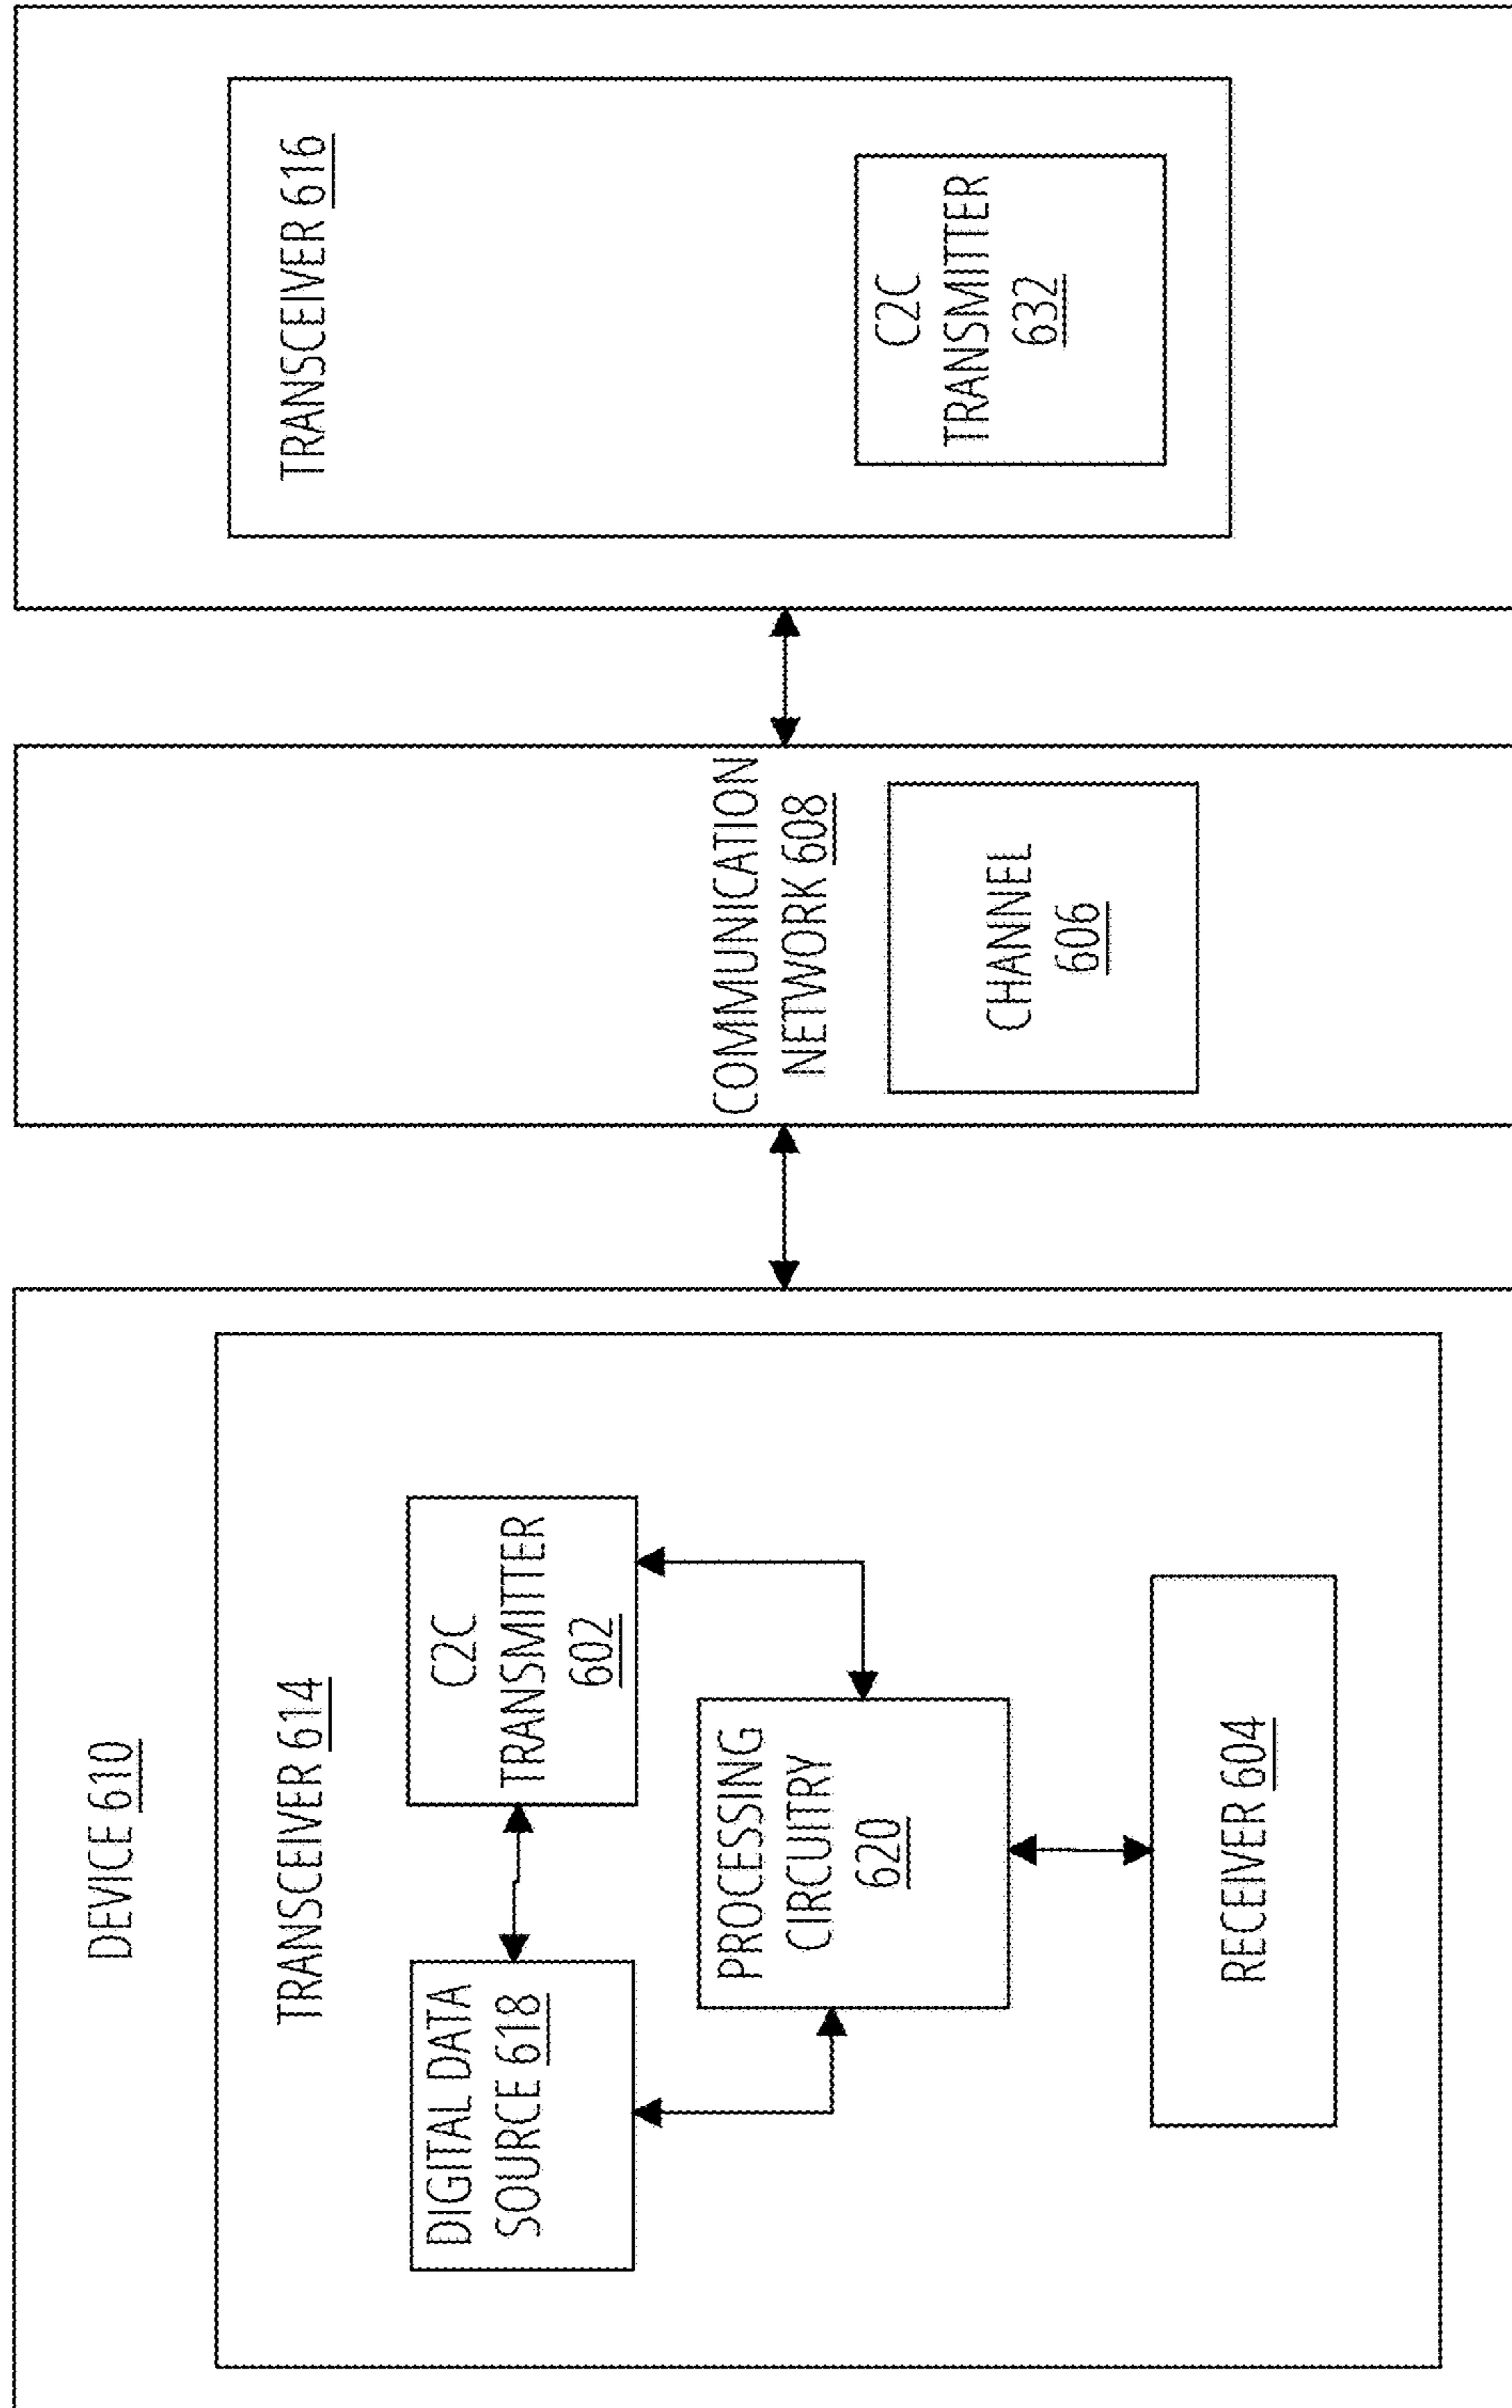 DEVICE 610
TRANSCEIVER 614
DIGITAL DATA
SOURCE 618
C2C
TRANSMITTER
602
PROCESSING
CIRCUITRY
620
RECEIVER 604
COMMUNICATION
NETWORK 608
CHANNEL
606
TRANSCEIVER 616
C2C
TRANSMITTER
632